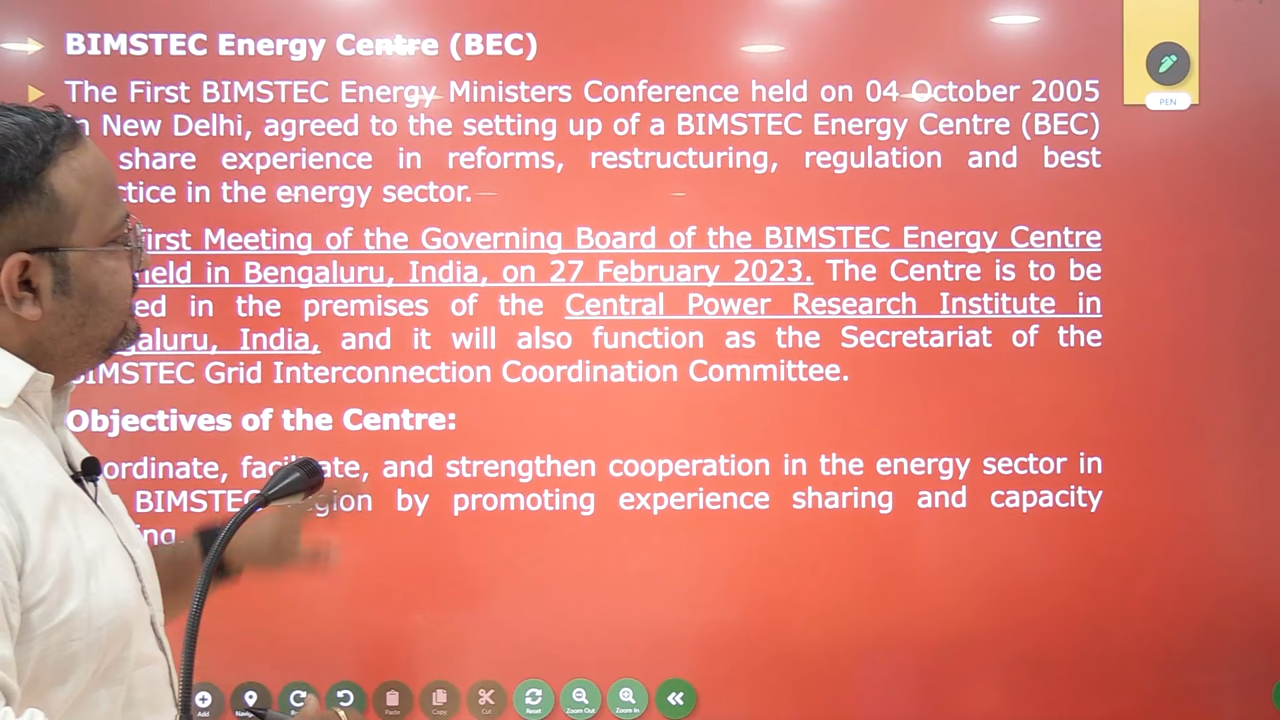 BIMSTEC Energy Centre (BEC)
The First BIMSTEC Energy Ministers Conference held on 04 October 2005
New Delhi, agreed to the setting up of a BIMSTEC Energy Centre (BEC)
share experience in reforms, restructuring, regulation and best
in the energy sector.
Meeting of the Governing Board of the BIMSTEC Energy Centre
held in Bengaluru, India, on 27 February 2023. The Centre is to be
in the premises of the Central Power Research Institute in
India, and it will also function as the Secretariat of the
BIMSTEC Grid Interconnection Coordination Committee.
Objectives of the Centre:
and strengthen cooperation in the energy sector in
BIMSTEC region by promoting experience sharing and capacity
PEN
Add
Paste
Copy
Cut
Reset
Zoom Out
Zoom In